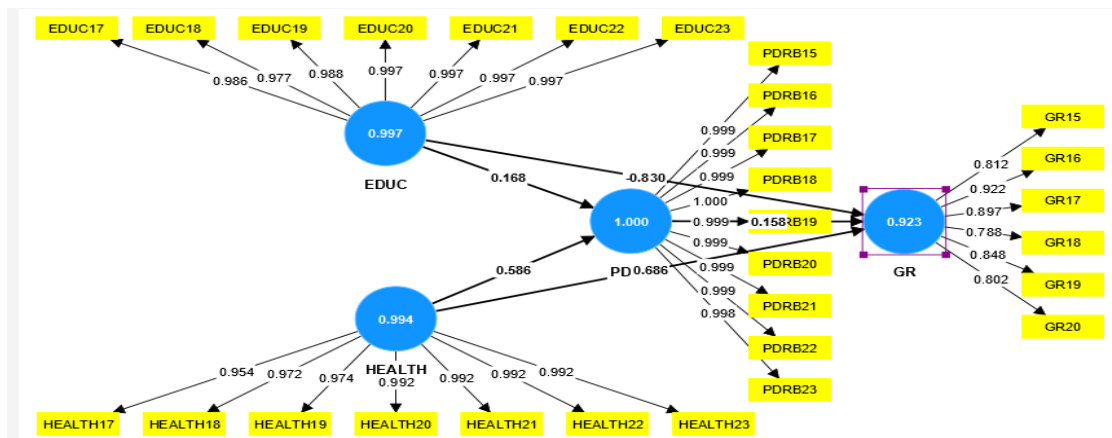 EDUC17 EDUC18 EDUC19 EDUC20 EDUC21 EDUC22 EDUC23
0.986 0.977 0.988 0.997 0.997 0.997 0.997
0.997
EDUC
PDRB15
PDRB16
PDRB17
PDRB18
RB19
PDRB20
PDRB21
PDRB22
PDRB23
0.999
0.999
0.999
1.000
0.999
0.999
0.999
0.999
0.998
-0.830
0.168
1.000
PD
0.158
0.586
0.686
0.923
GR
GR15
GR16
GR17
GR18
GR19
GR20
0.812
0.922
0.897
0.788
0.848
0.802
0.994
HEALTH
0.954 0.972 0.974 0.992 0.992 0.992 0.992
HEALTH17 HEALTH18 HEALTH19 HEALTH20 HEALTH21 HEALTH22 HEALTH23